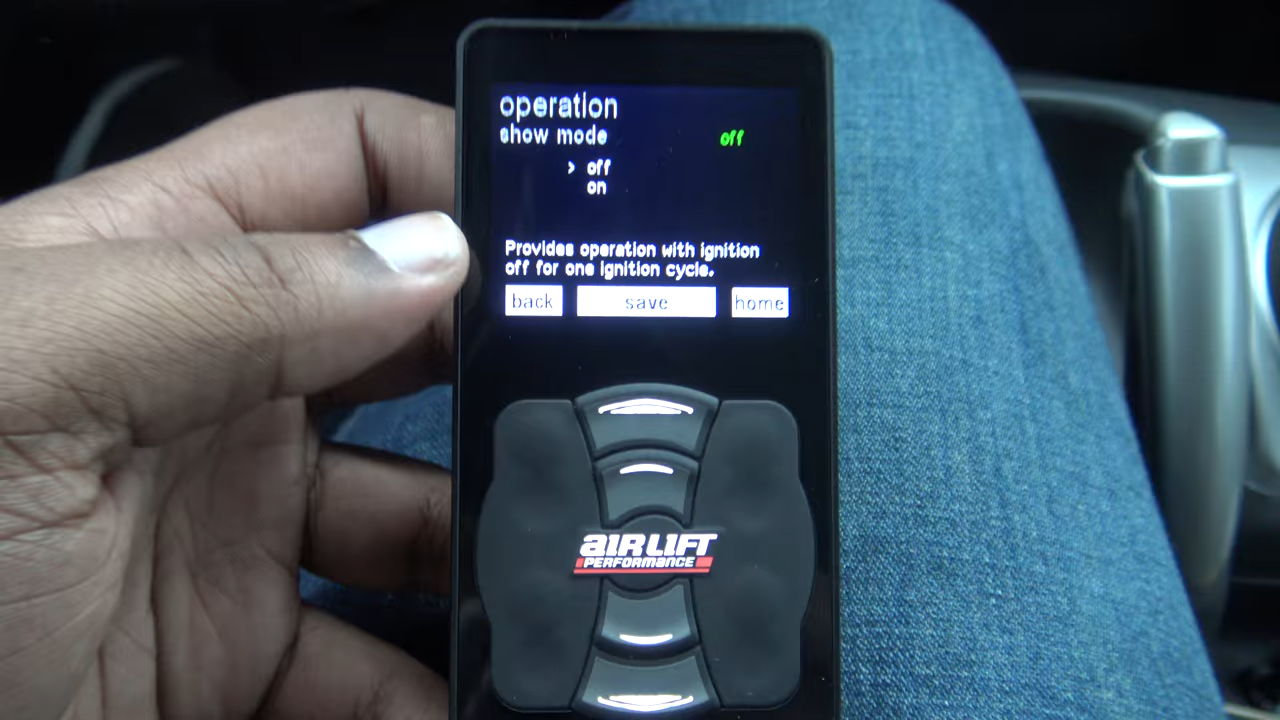 operation
show mode off
> off
on
Provides operation with ignition
off for one ignition cycle.
back save home
AIRLIFT
PERFORMANCE